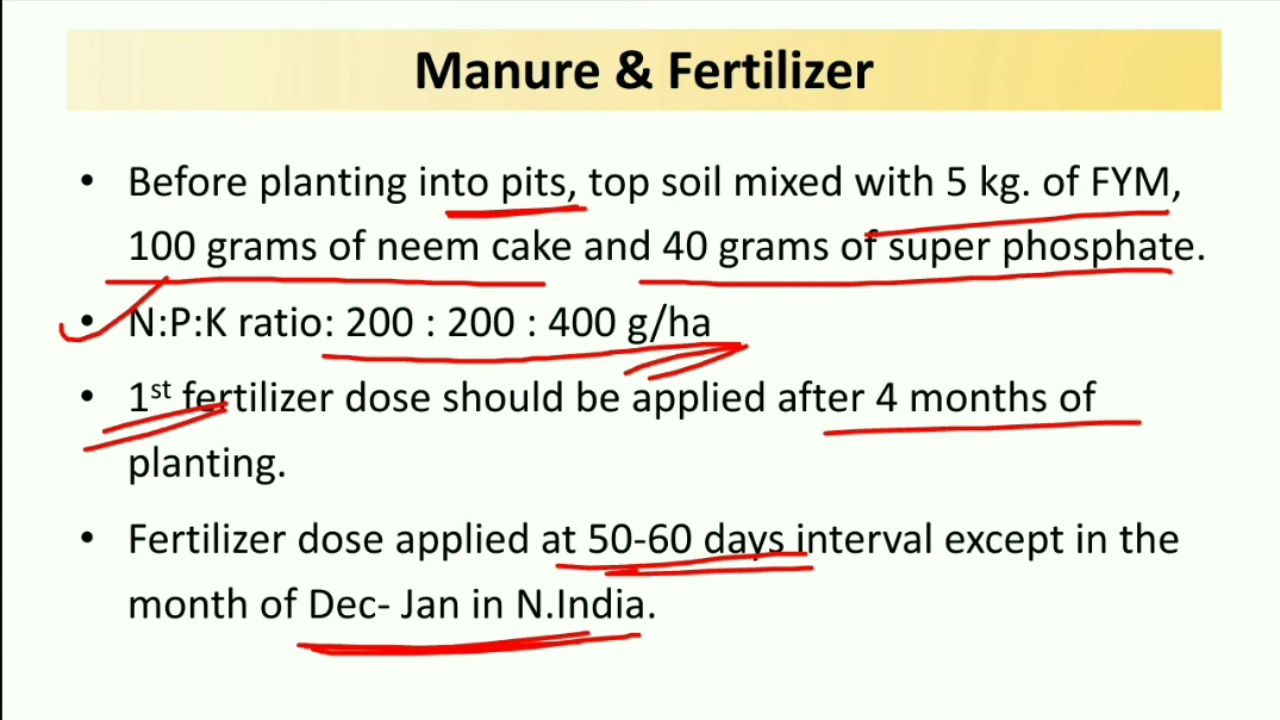 Manure & Fertilizer
• Before planting into pits, top soil mixed with 5 kg. of FYM,
100 grams of neem cake and 40 grams of super phosphate.
• N:P:K ratio: 200 : 200 : 400 g/ha
• 1st fertilizer dose should be applied after 4 months of
planting.
• Fertilizer dose applied at 50-60 days interval except in the
month of Dec- Jan in N.India.